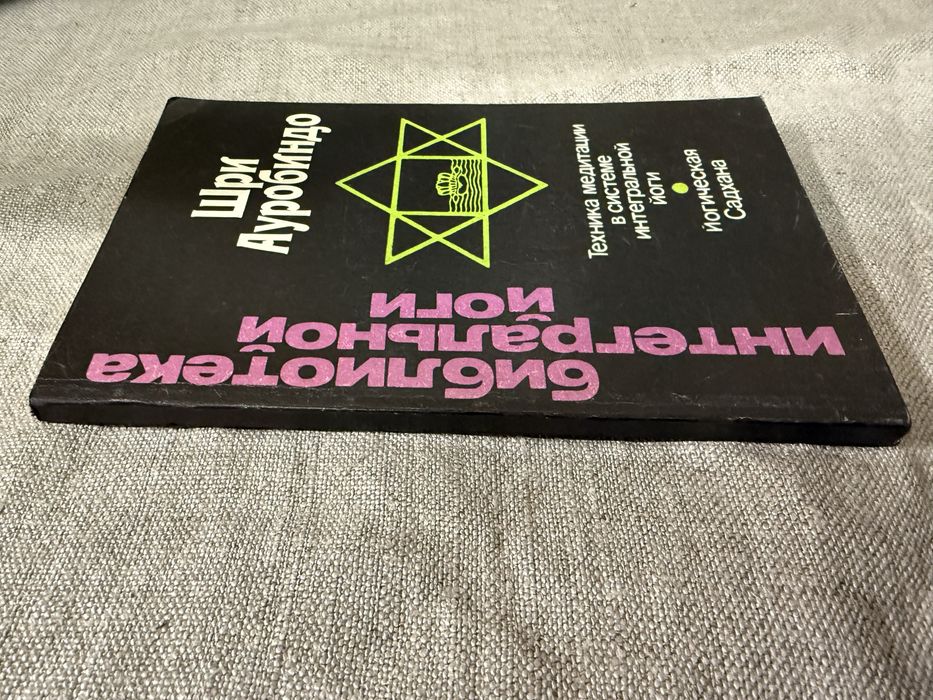 Шри
Ауробиндо
Техника медитации
в системе
интегральной
йоги
йогическая
Садхана
библиотека
интегральной
йоги